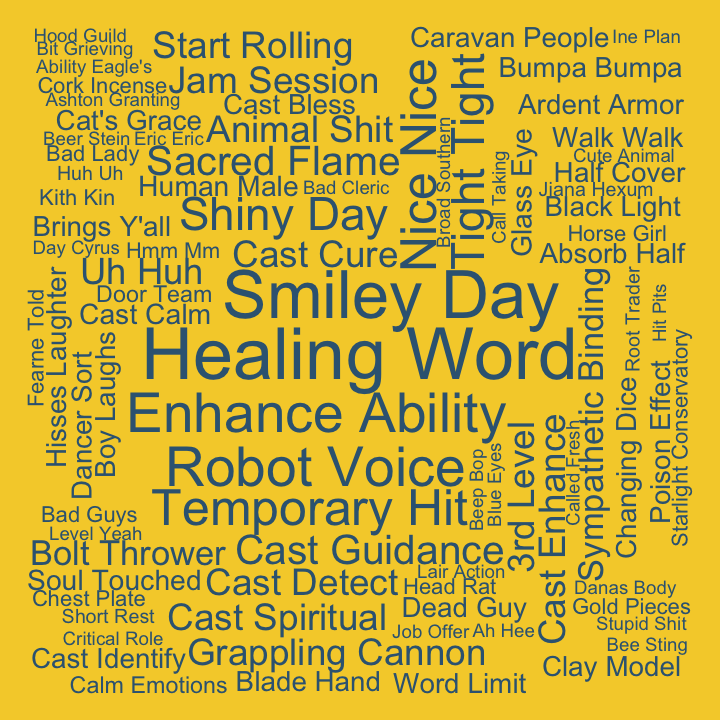 Hood Guild
Bit Grieving
Ability Eagle's
Cork Incense
Ashton Granting
Cat's Grace
Beer Stein Eric Eric
Bad Lady
Huh Uh
Kith Kin
Brings Y'all
Day Cyrus
Hmm Mm
Start Rolling
Jam Session
Cast Bless
Animal Shit
Sacred Flame
Human Male
Bad Cleric
Shiny Day
Cast Cure
Uh Huh
Door Team
Cast Calm
Caravan People
Ine Plan
Bumpa Bumpa
Ardent Armor
Nice Nice
Broad Southern
Tight Tight
Call Taking
Glass Eye
Walk Walk
Cute Animal
Half Cover
Jiana Hexum
Black Light
Horse Girl
Absorb Half
Smiley Day
Healing Word
Enhance Ability
Robot Voice
Temporary Hit
Fearne Told
Hisses Laughter
Dancer Sort
Boy Laughs
Sympathetic Binding
Changing Dice
Root Trader
Poison Effect
Hit Pits
Starlight Conservatory
Beep Bop
Blue Eyes
3rd Level
Cast Enhance
Called Fresh
Bad Guys
Level Yeah
Bolt Thrower
Cast Guidance
Soul Touched
Cast Detect
Lair Action
Head Rat
Chest Plate
Short Rest
Cast Spiritual
Dead Guy
Critical Role
Job Offer
Ah Hee
Cast Identify
Grappling Cannon
Calm Emotions
Blade Hand
Word Limit
Danas Body
Gold Pieces
Stupid Shit
Bee Sting
Clay Model